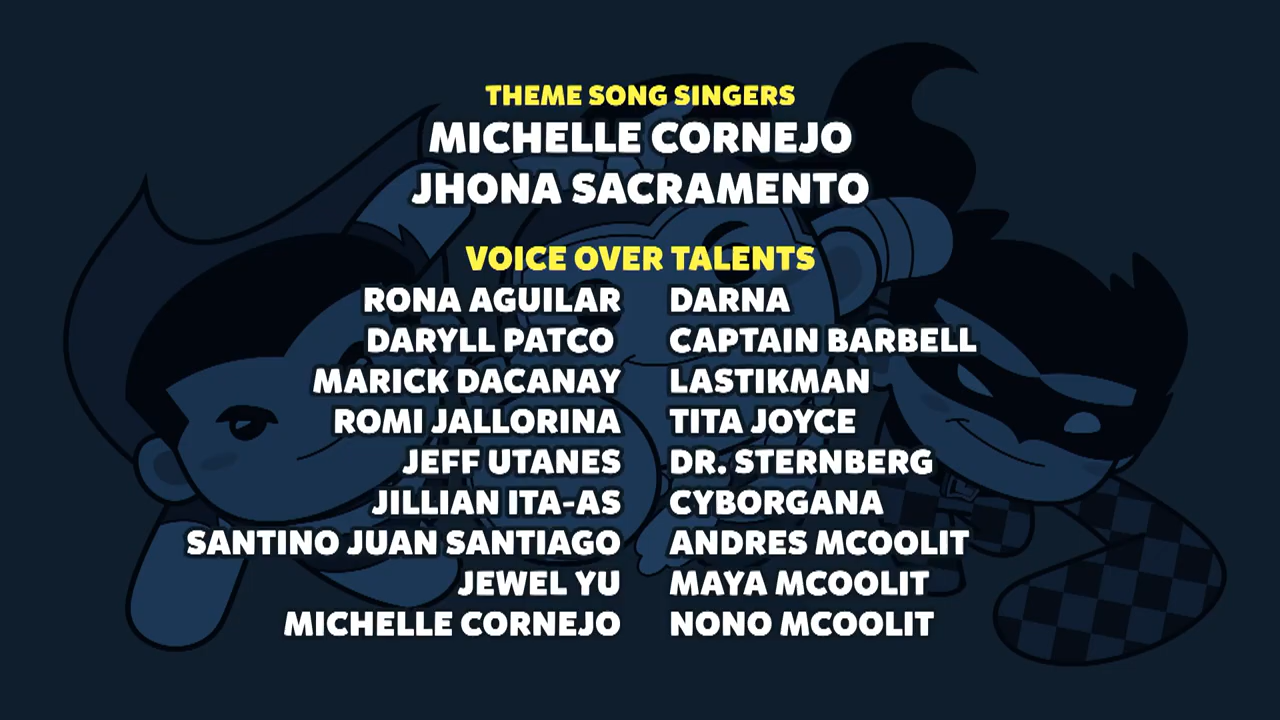 THEME SONG SINGERS
MICHELLE CORNEJO
JHONA SACRAMENTO
VOICE OVER TALENTS
RONA AGUILAR DARNA
DARYLL PATCO CAPTAIN BARBELL
MARICK DACANAY LASTIKMAN
ROMI JALLORINA TITA JOYCE
JEFF UTANES DR. STERNBERG
JILLIAN ITA-AS CYBORGANA
SANTINO JUAN SANTIAGO ANDRES MCOOLIT
JEWEL YU MAYA MCOOLIT
MICHELLE CORNEJO NONO MCOOLIT